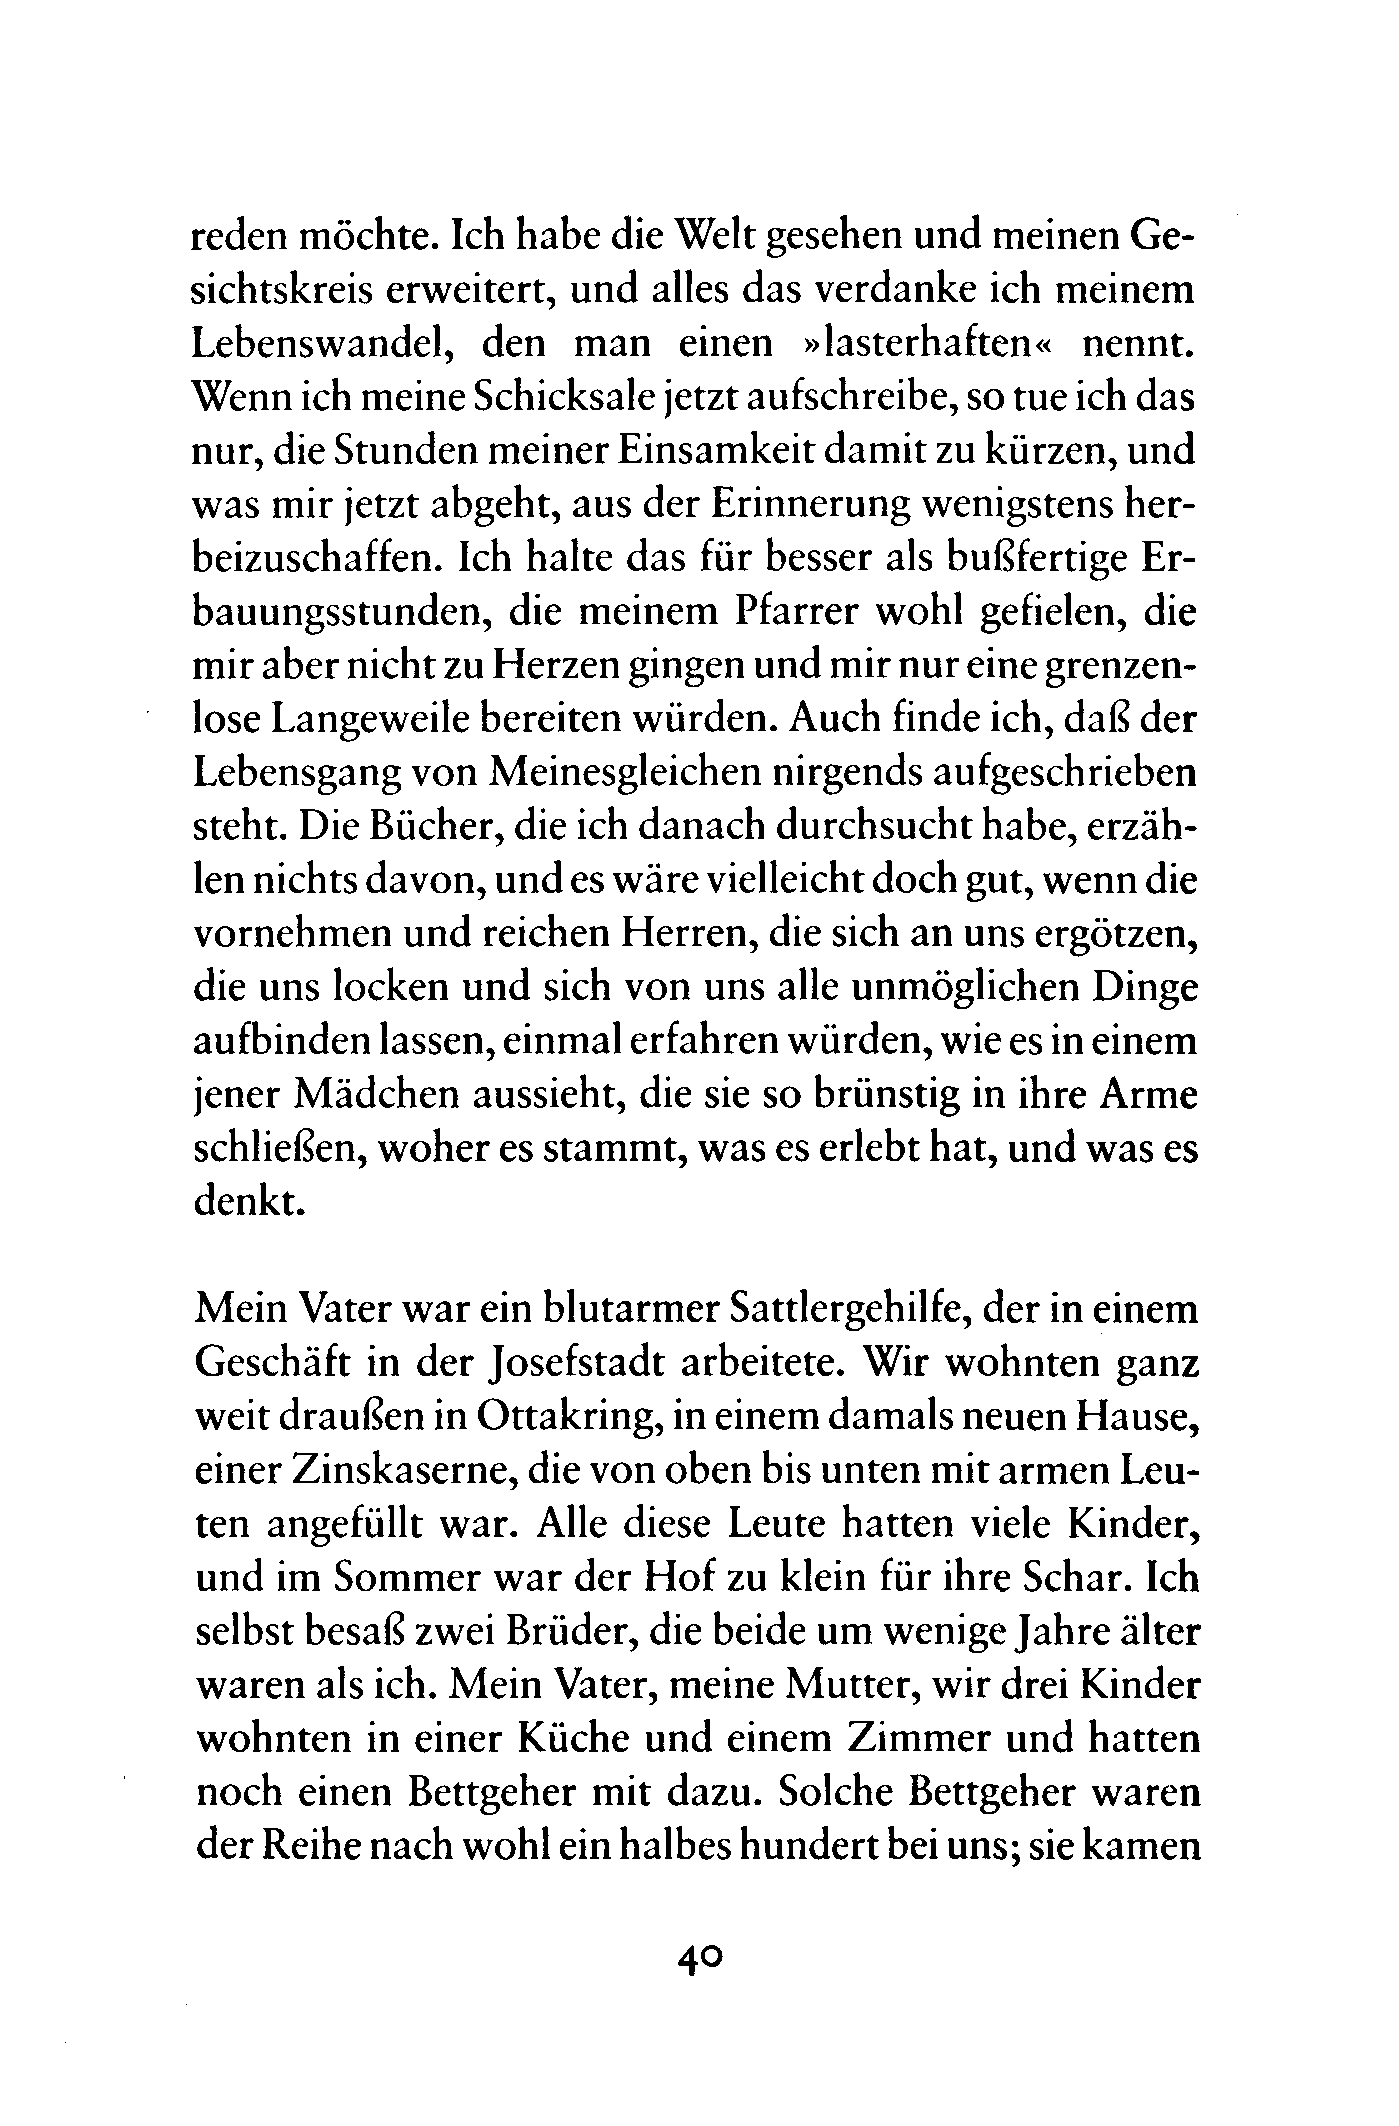 reden möchte. Ich habe die Welt gesehen und meinen Ge-
sichtskreis erweitert, und alles das verdanke ich meinem
Lebenswandel, den man einen »lasterhaften« nennt.
Wenn ich meine Schicksale jetzt aufschreibe, so tue ich das
nur, die Stunden meiner Einsamkeit damit zu kürzen, und
was mir jetzt abgeht, aus der Erinnerung wenigstens her-
beizuschaffen. Ich halte das für besser als bußfertige Er-
bauungsstunden, die meinem Pfarrer wohl gefielen, die
mir aber nicht zu Herzen gingen und mir nur eine grenzen-
lose Langeweile bereiten würden. Auch finde ich, daß der
Lebensgang von Meinesgleichen nirgends aufgeschrieben
steht. Die Bücher, die ich danach durchsucht habe, erzäh-
len nichts davon, und es wäre vielleicht doch gut, wenn die
vornehmen und reichen Herren, die sich an uns ergötzen,
die uns locken und sich von uns alle unmöglichen Dinge
aufbinden lassen, einmal erfahren würden, wie es in einem
jener Mädchen aussieht, die sie so brünstig in ihre Arme
schließen, woher es stammt, was es erlebt hat, und was es
denkt.
Mein Vater war ein blutarmer Sattlergehilfe, der in einem
Geschäft in der Josefstadt arbeitete. Wir wohnten ganz
weit draußen in Ottakring, in einem damals neuen Hause,
einer Zinskaserne, die von oben bis unten mit armen Leu-
ten angefüllt war. Alle diese Leute hatten viele Kinder,
und im Sommer war der Hof zu klein für ihre Schar. Ich
selbst besaß zwei Brüder, die beide um wenige Jahre älter
waren als ich. Mein Vater, meine Mutter, wir drei Kinder
wohnten in einer Küche und einem Zimmer und hatten
noch einen Bettgeher mit dazu. Solche Bettgeher waren
der Reihe nach wohl ein halbes hundert bei uns; sie kamen
40